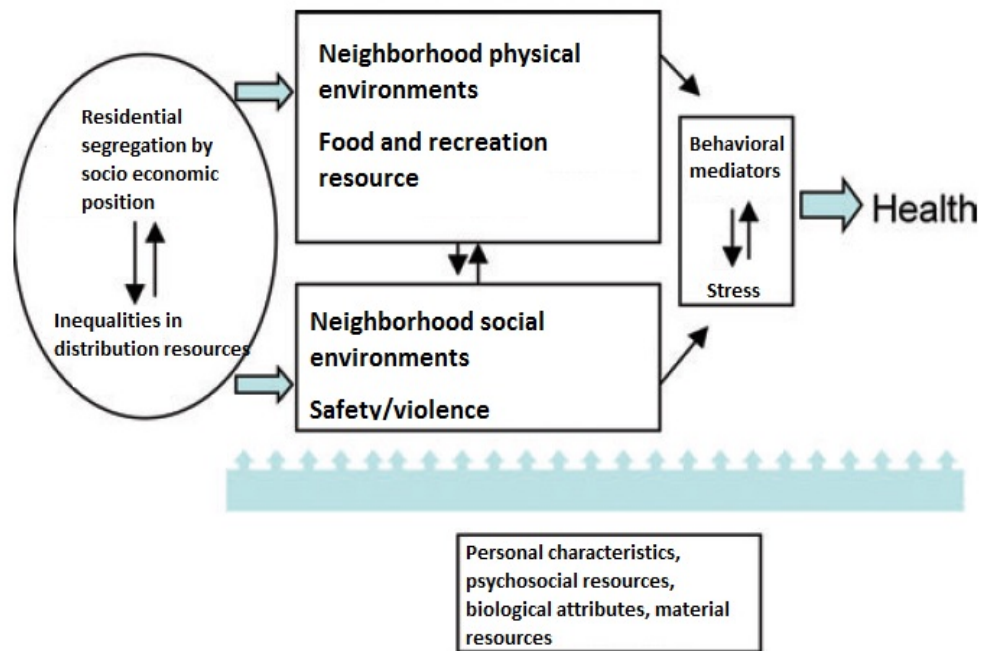 Residential
segregation by
socio economic
position
Inequalities in
distribution resources
Neighborhood physical
environments
Food and recreation
resource
Neighborhood social
environments
Safety/violence
Behavioral
mediators
Stress
Health
Personal characteristics,
psychosocial resources,
biological attributes, material
resources